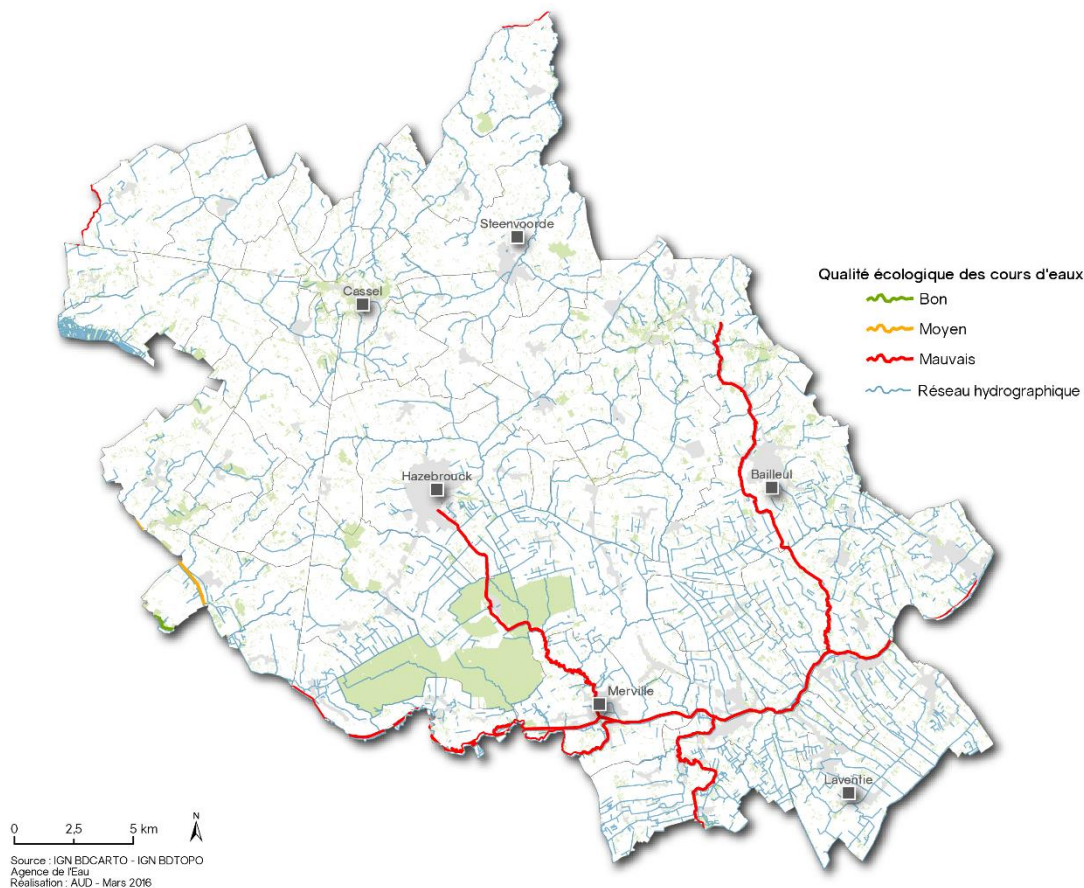 Steenvoorde
Cassel
Qualité écologique des cours d'eaux
Bon
Moyen
Mauvais
Réseau hydrographique
Hazebrouck
Bailleul
Merville
Laventie
0 2,5 5 km
N
Source : IGN BDCARTO - IGN BDTOPO
Agence de l'Eau
Réalisation : AUD - Mars 2016